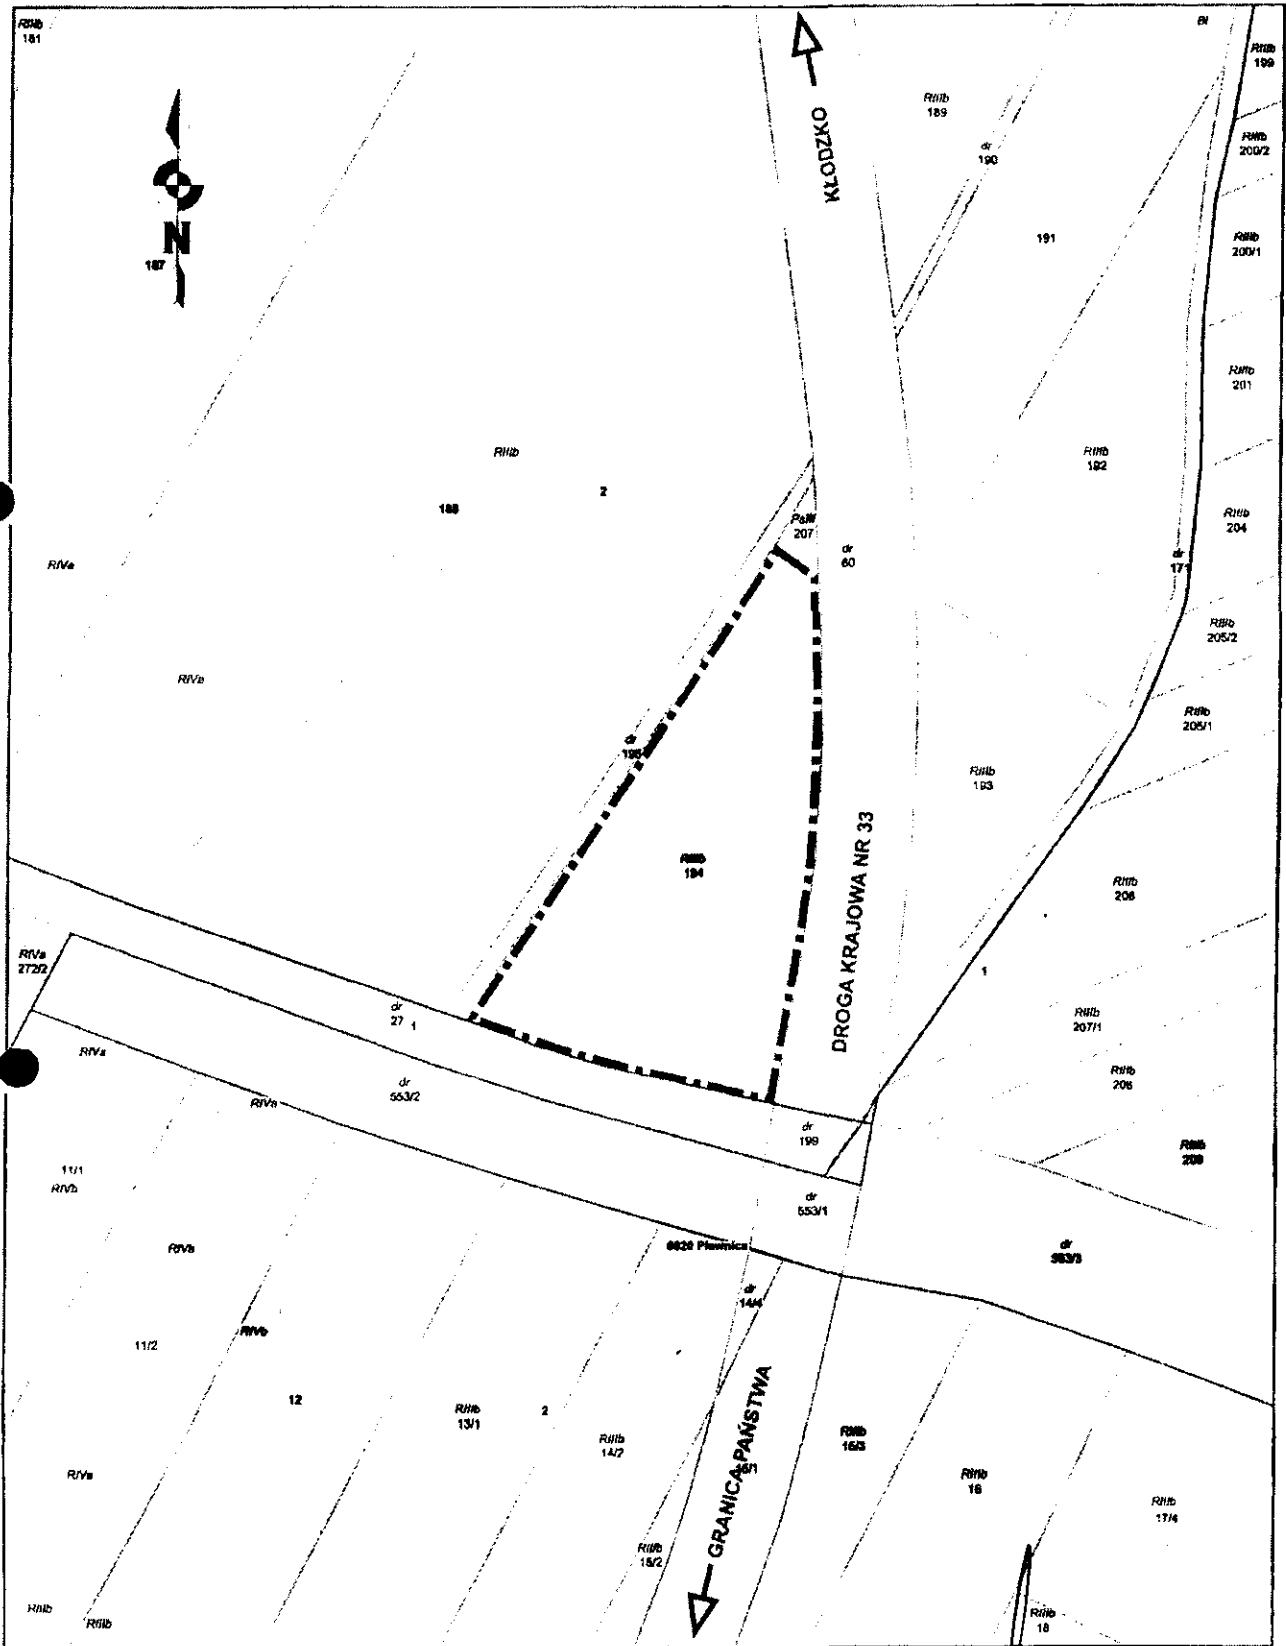 RIIIb
181
BI
RIIIb
199
RIIIb
189
KŁODZKO
dr
190
RIIIb
200/2
N
187
191
RIIIb
200/1
RIIIb
201
RIIIb
192
RIIIb
188
2
PsIII
207
RIIIb
204
dr
60
dr
171
RIVa
RIIIb
205/2
RIVa
RIIIb
205/1
dr
195
RIIIb
193
DROGA KRAJOWA NR 33
RIIIb
194
RIIIb
206
RIVa
272/2
1
dr
27
1
RIIIb
207/1
RIVa
RIIIb
208
dr
553/2
RIVa
dr
199
RIIIb
209
11/1
RIVb
dr
553/1
RIVa
dr
14/4
11/2
RIVb
12
RIIIb
13/1
2
RIIIb
14/2
GRANICA PAŃSTWA
RIIIb
15/3
RIVa
RIIIb
16
RIIIb
17/4
RIIIb
15/2
RIIIb
RIIIb
RIIIb
18